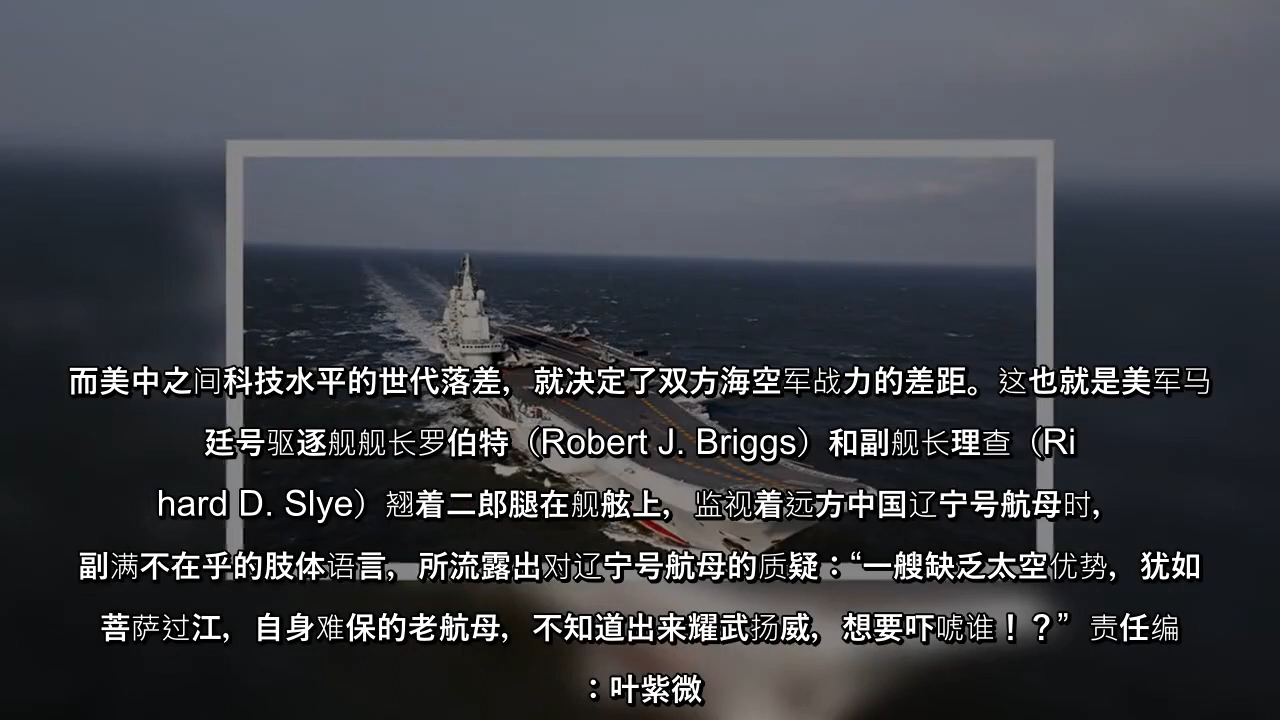 而美中之间科技水平的世代落差，就决定了双方海空军战力的差距。这也就是美军马
廷号驱逐舰舰长罗伯特（Robert J. Briggs）和副舰长理查（Ri
hard D. Slye）翘着二郎腿在舰舷上，监视着远方中国辽宁号航母时，
副满不在乎的肢体语言，所流露出对辽宁号航母的质疑：“一艘缺乏太空优势，犹如
菩萨过江，自身难保的老航母，不知道出来耀武扬威，想要吓唬谁！？” 责任编
：叶紫微